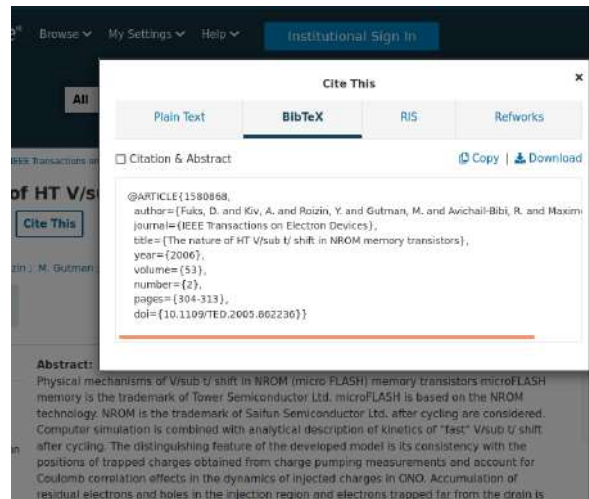 Browse My Settings Help Institutional Sign In
All
Cite This ×
Plain Text BibTeX RIS Refworks
Citation & Abstract Copy | Download
IEEE Transactions on
of HT V/s
Cite This
M. Gutman
@ARTICLE{1580868,
author={Fuks, D. and Kiv, A. and Roizin, Y. and Gutman, M. and Avichail-Bibi, R. and Maxim
journal={IEEE Transactions on Electron Devices},
title={The nature of HT V/sub t/ shift in NROM memory transistors},
year={2006},
volume={53},
number={2},
pages={304-313},
doi={10.1109/TED.2005.862236}}
Abstract:
Physical mechanisms of V/sub t/ shift in NROM (micro FLASH) memory transistors microFLASH
memory is the trademark of Tower Semiconductor Ltd. microFLASH is based on the NROM
technology. NROM is the trademark of Saifun Semiconductor Ltd. after cycling are considered.
Computer simulation is combined with analytical description of kinetics of "fast" V/sub t/ shift
after cycling. The distinguishing feature of the developed model is its consistency with the
positions of trapped charges obtained from charge pumping measurements and account for
Coulomb correlation effects in the dynamics of injected charges in ONO. Accumulation of
residual electrons and holes in the injection region and electrons trapped far from the drain is